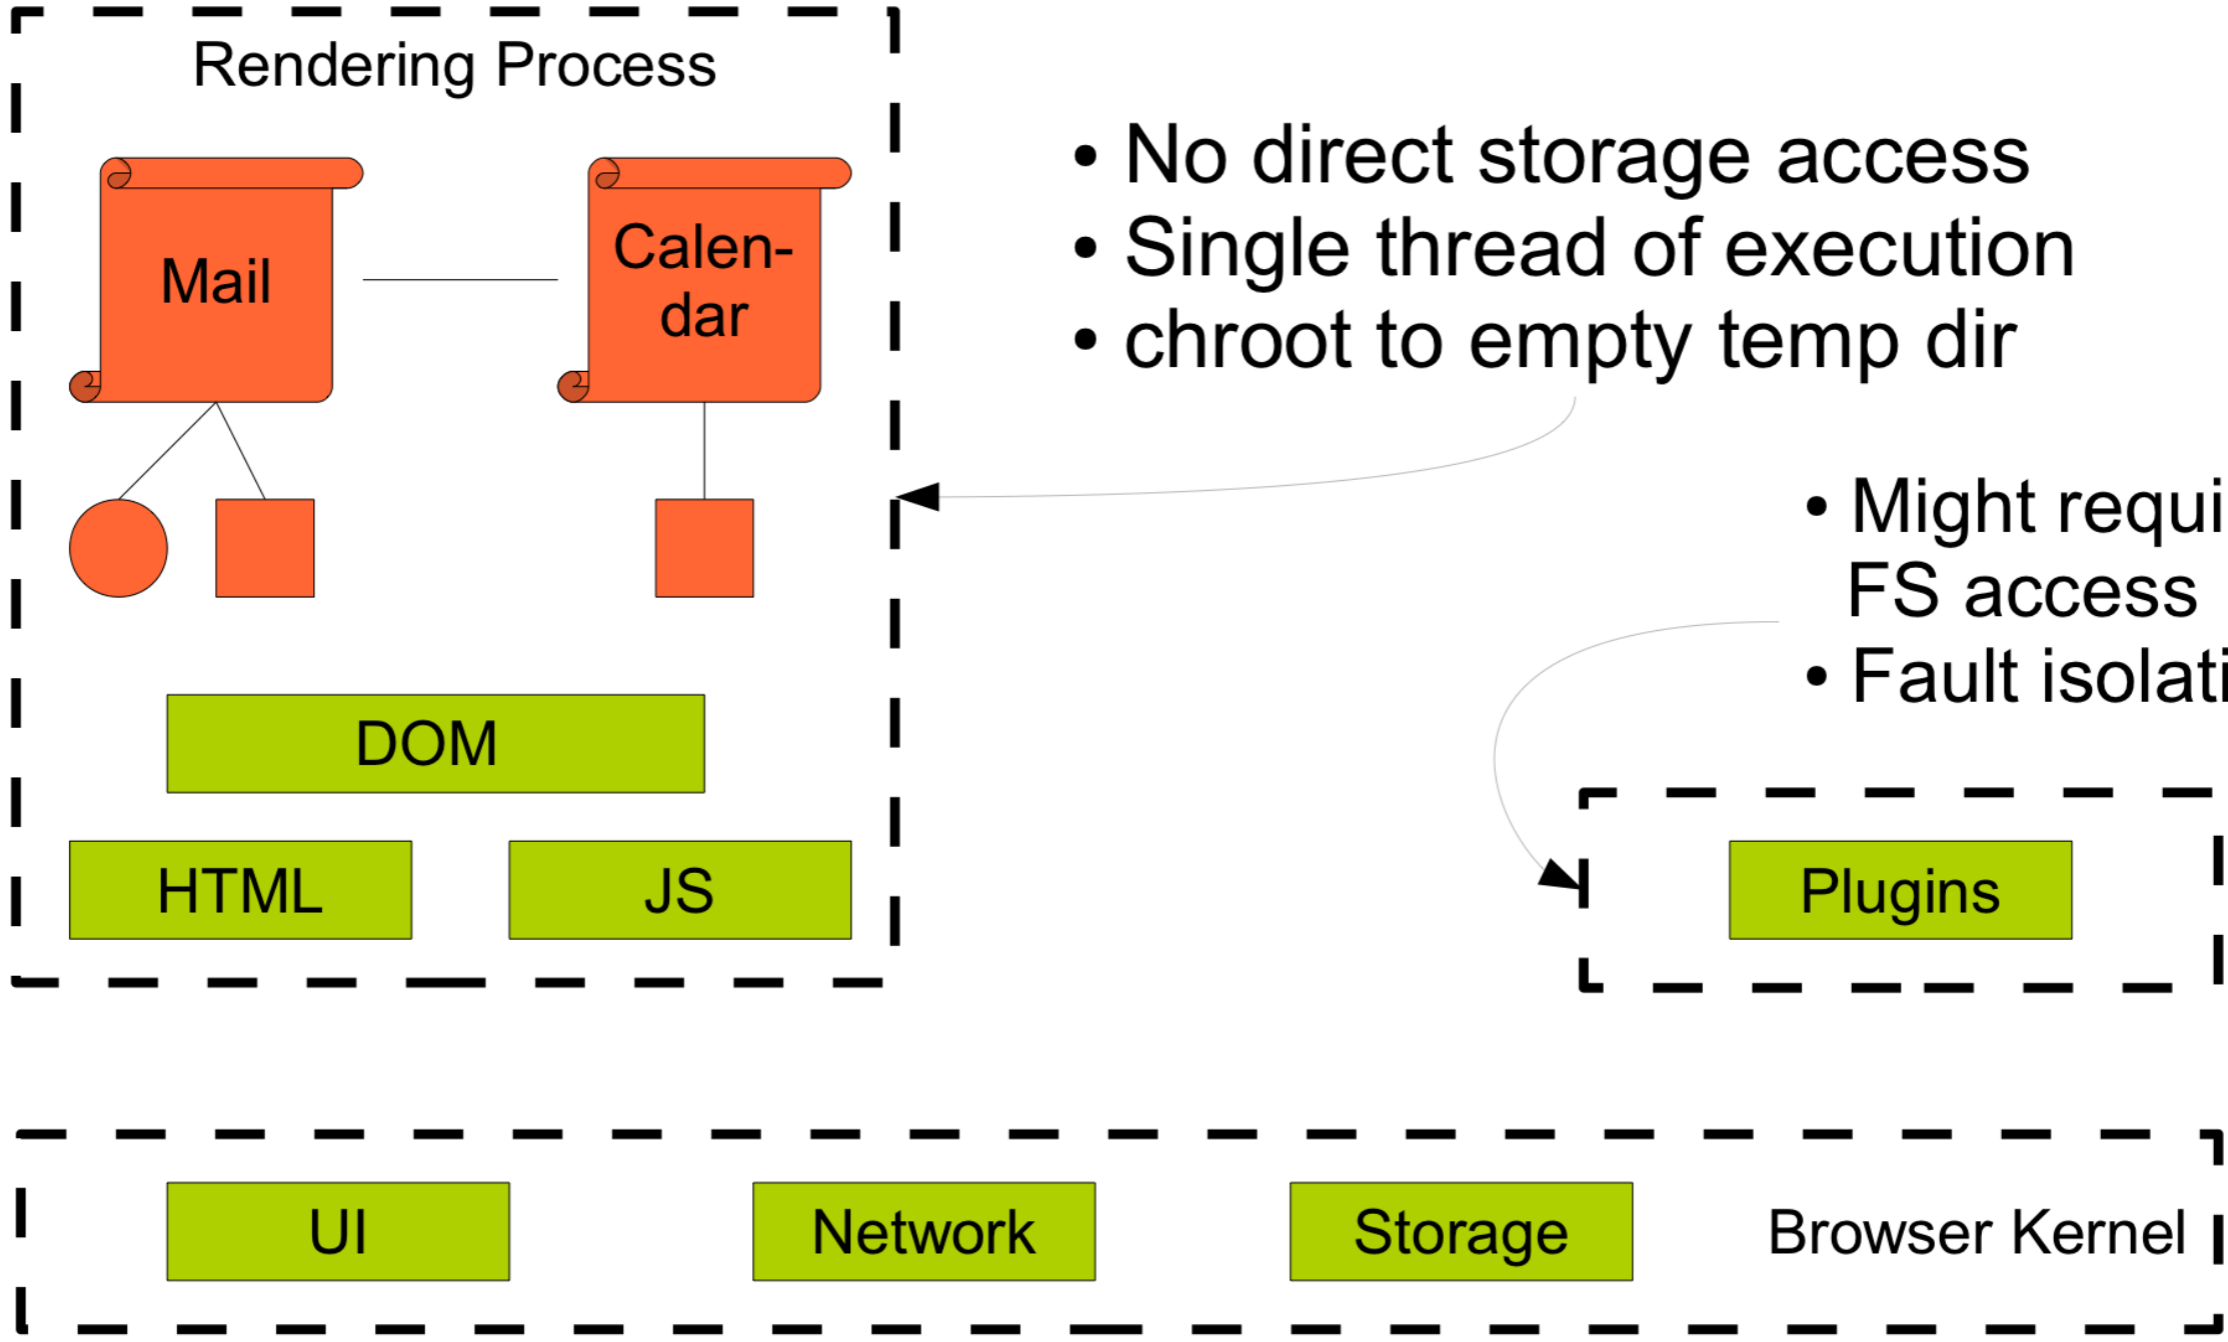 Rendering Process
Mail
Calen-
dar
• No direct storage access
• Single thread of execution
• chroot to empty temp dir
• Might requi
FS access
• Fault isolati
DOM
HTML
JS
Plugins
UI
Network
Storage
Browser Kernel